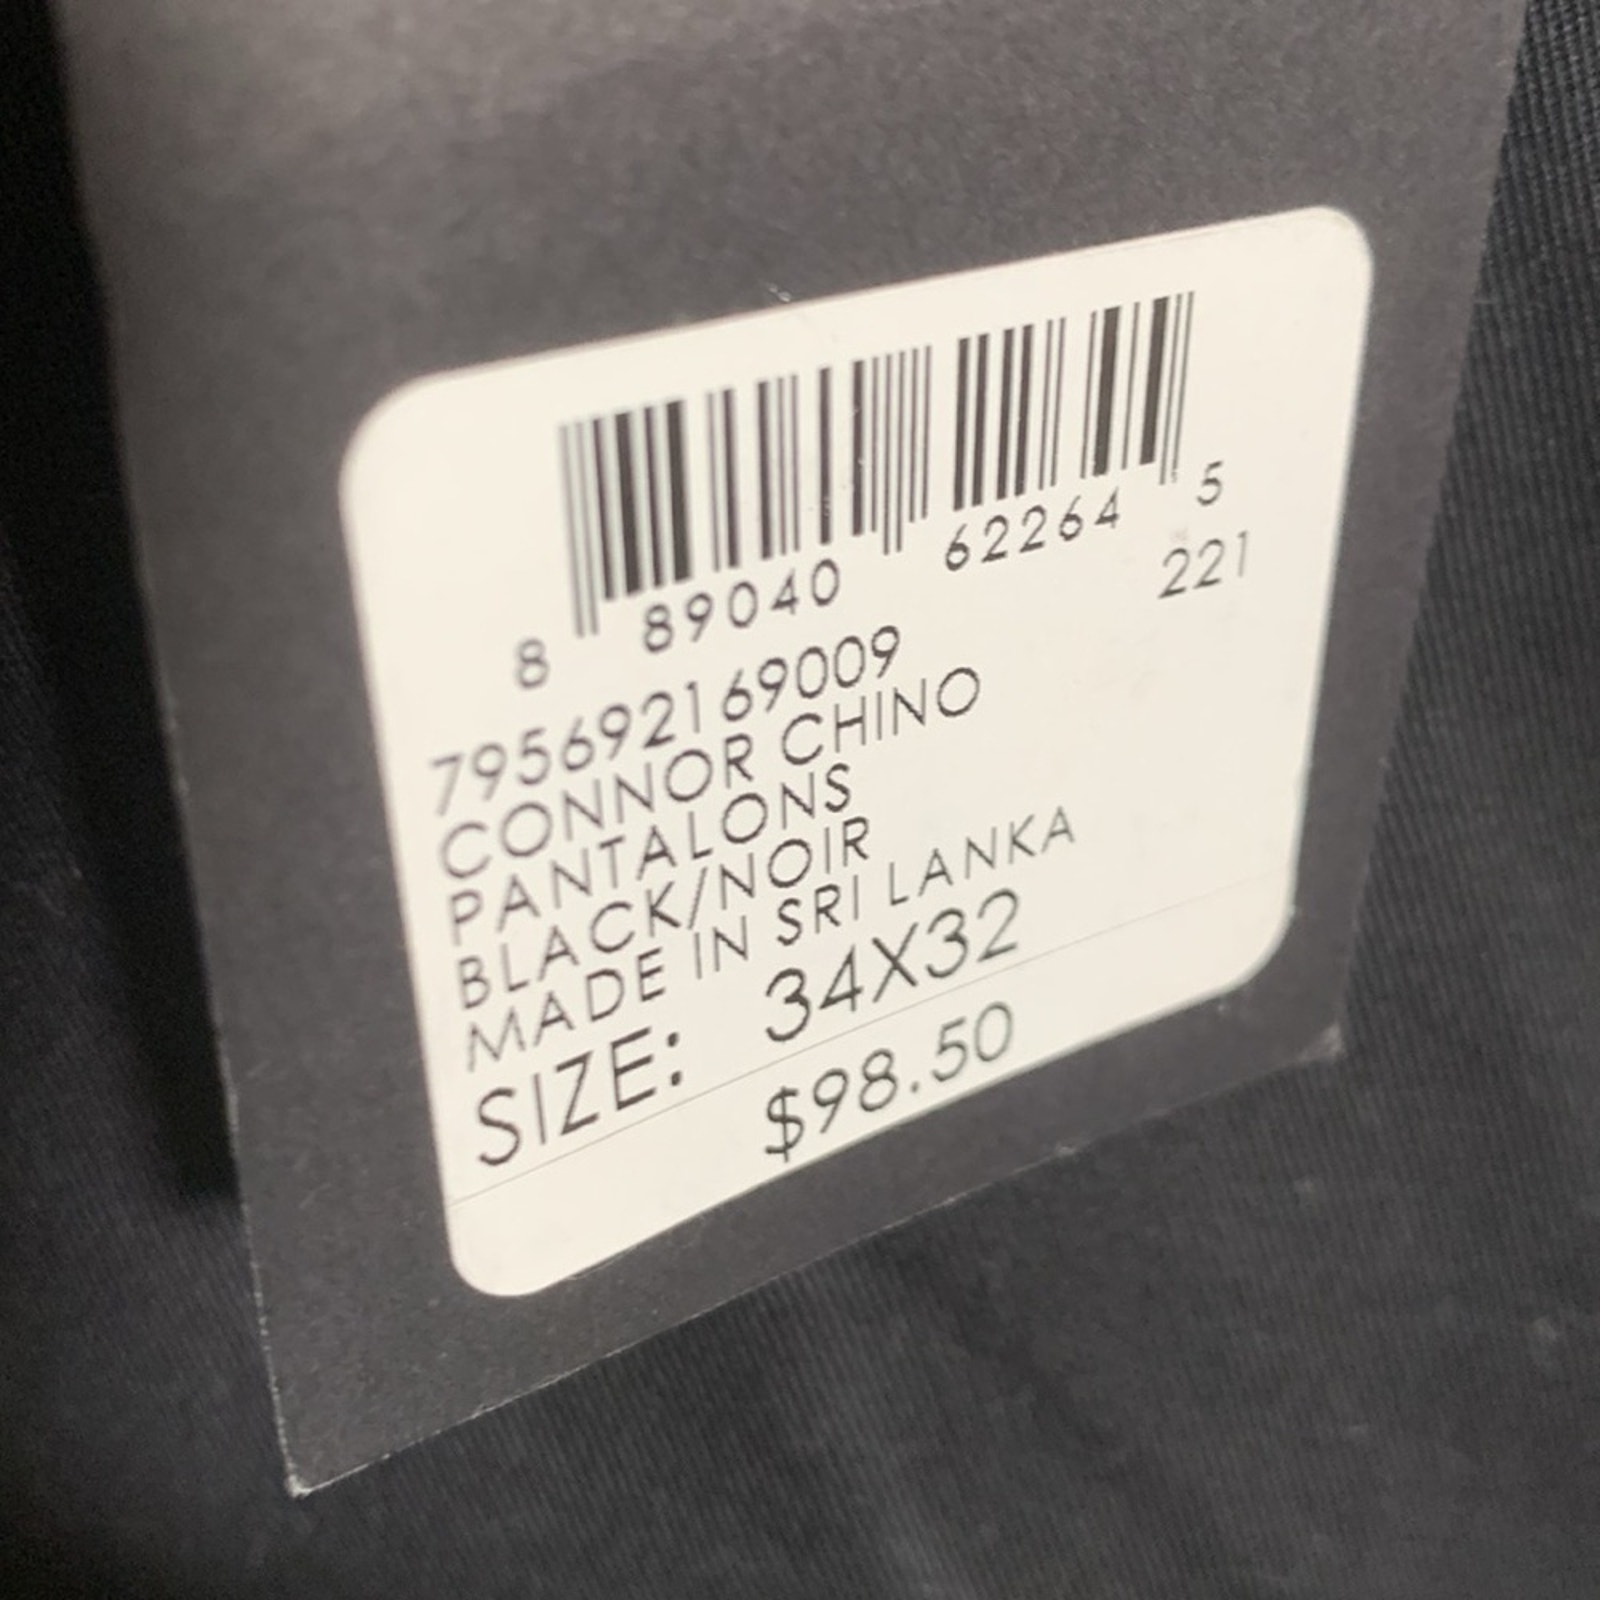 8 89040 62264 5
221
795692169009
CONNOR CHINO
PANTALONS
BLACK/NOIR
MADE IN SRI LANKA
SIZE: 34X32
$98.50